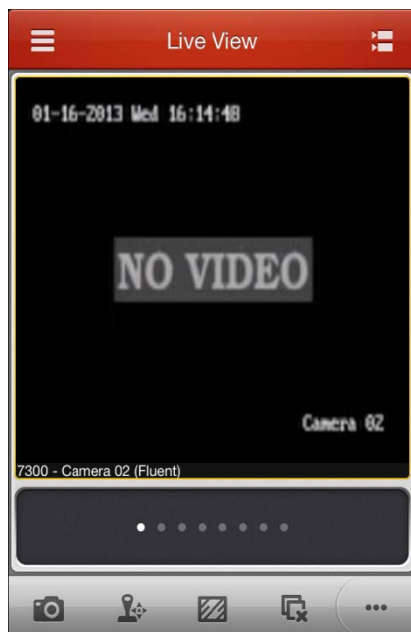 Live View
01-16-2013 Wed 16:14:48
NO VIDEO
Camera 02
7300 - Camera 02 (Fluent)